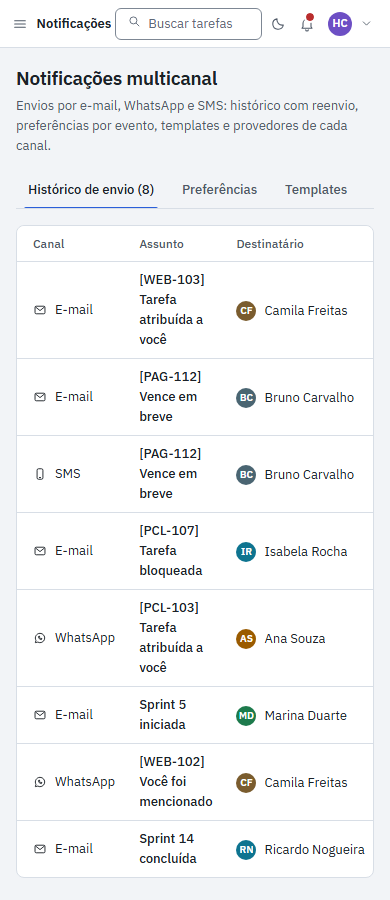 Notificações
Buscar tarefas
HC
Notificações multicanal
Envios por e-mail, WhatsApp e SMS: histórico com reenvio,
preferências por evento, templates e provedores de cada
canal.
Histórico de envio (8)
Preferências
Templates
Canal
Assunto
Destinatário
E-mail
[WEB-103]
Tarefa
atribuída a
você
CF
Camila Freitas
E-mail
[PAG-112]
Vence em
breve
BC
Bruno Carvalho
SMS
[PAG-112]
Vence em
breve
BC
Bruno Carvalho
E-mail
[PCL-107]
Tarefa
bloqueada
IR
Isabela Rocha
WhatsApp
[PCL-103]
Tarefa
atribuída a
você
AS
Ana Souza
E-mail
Sprint 5
iniciada
MD
Marina Duarte
WhatsApp
[WEB-102]
Você foi
mencionado
CF
Camila Freitas
E-mail
Sprint 14
concluída
RN
Ricardo Nogueira